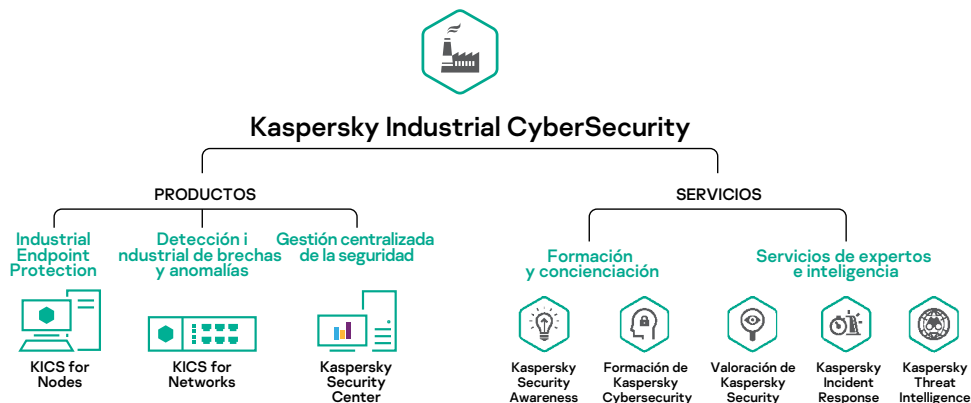 Kaspersky Industrial CyberSecurity
PRODUCTOS
SERVICIOS
Industrial
Endpoint
Protection
Detección i
ndustrial de brechas
y anomalías
Gestión centralizada
de la seguridad
Formación
y concienciación
Servicios de expertos
e inteligencia
KICS for
Nodes
KICS for
Networks
Kaspersky
Security
Center
Kaspersky
Security
Awareness
Formación de
Kaspersky
Cybersecurity
Valoración de
Kaspersky
Security
Kaspersky
Incident
Response
Kaspersky
Threat
Intelligence